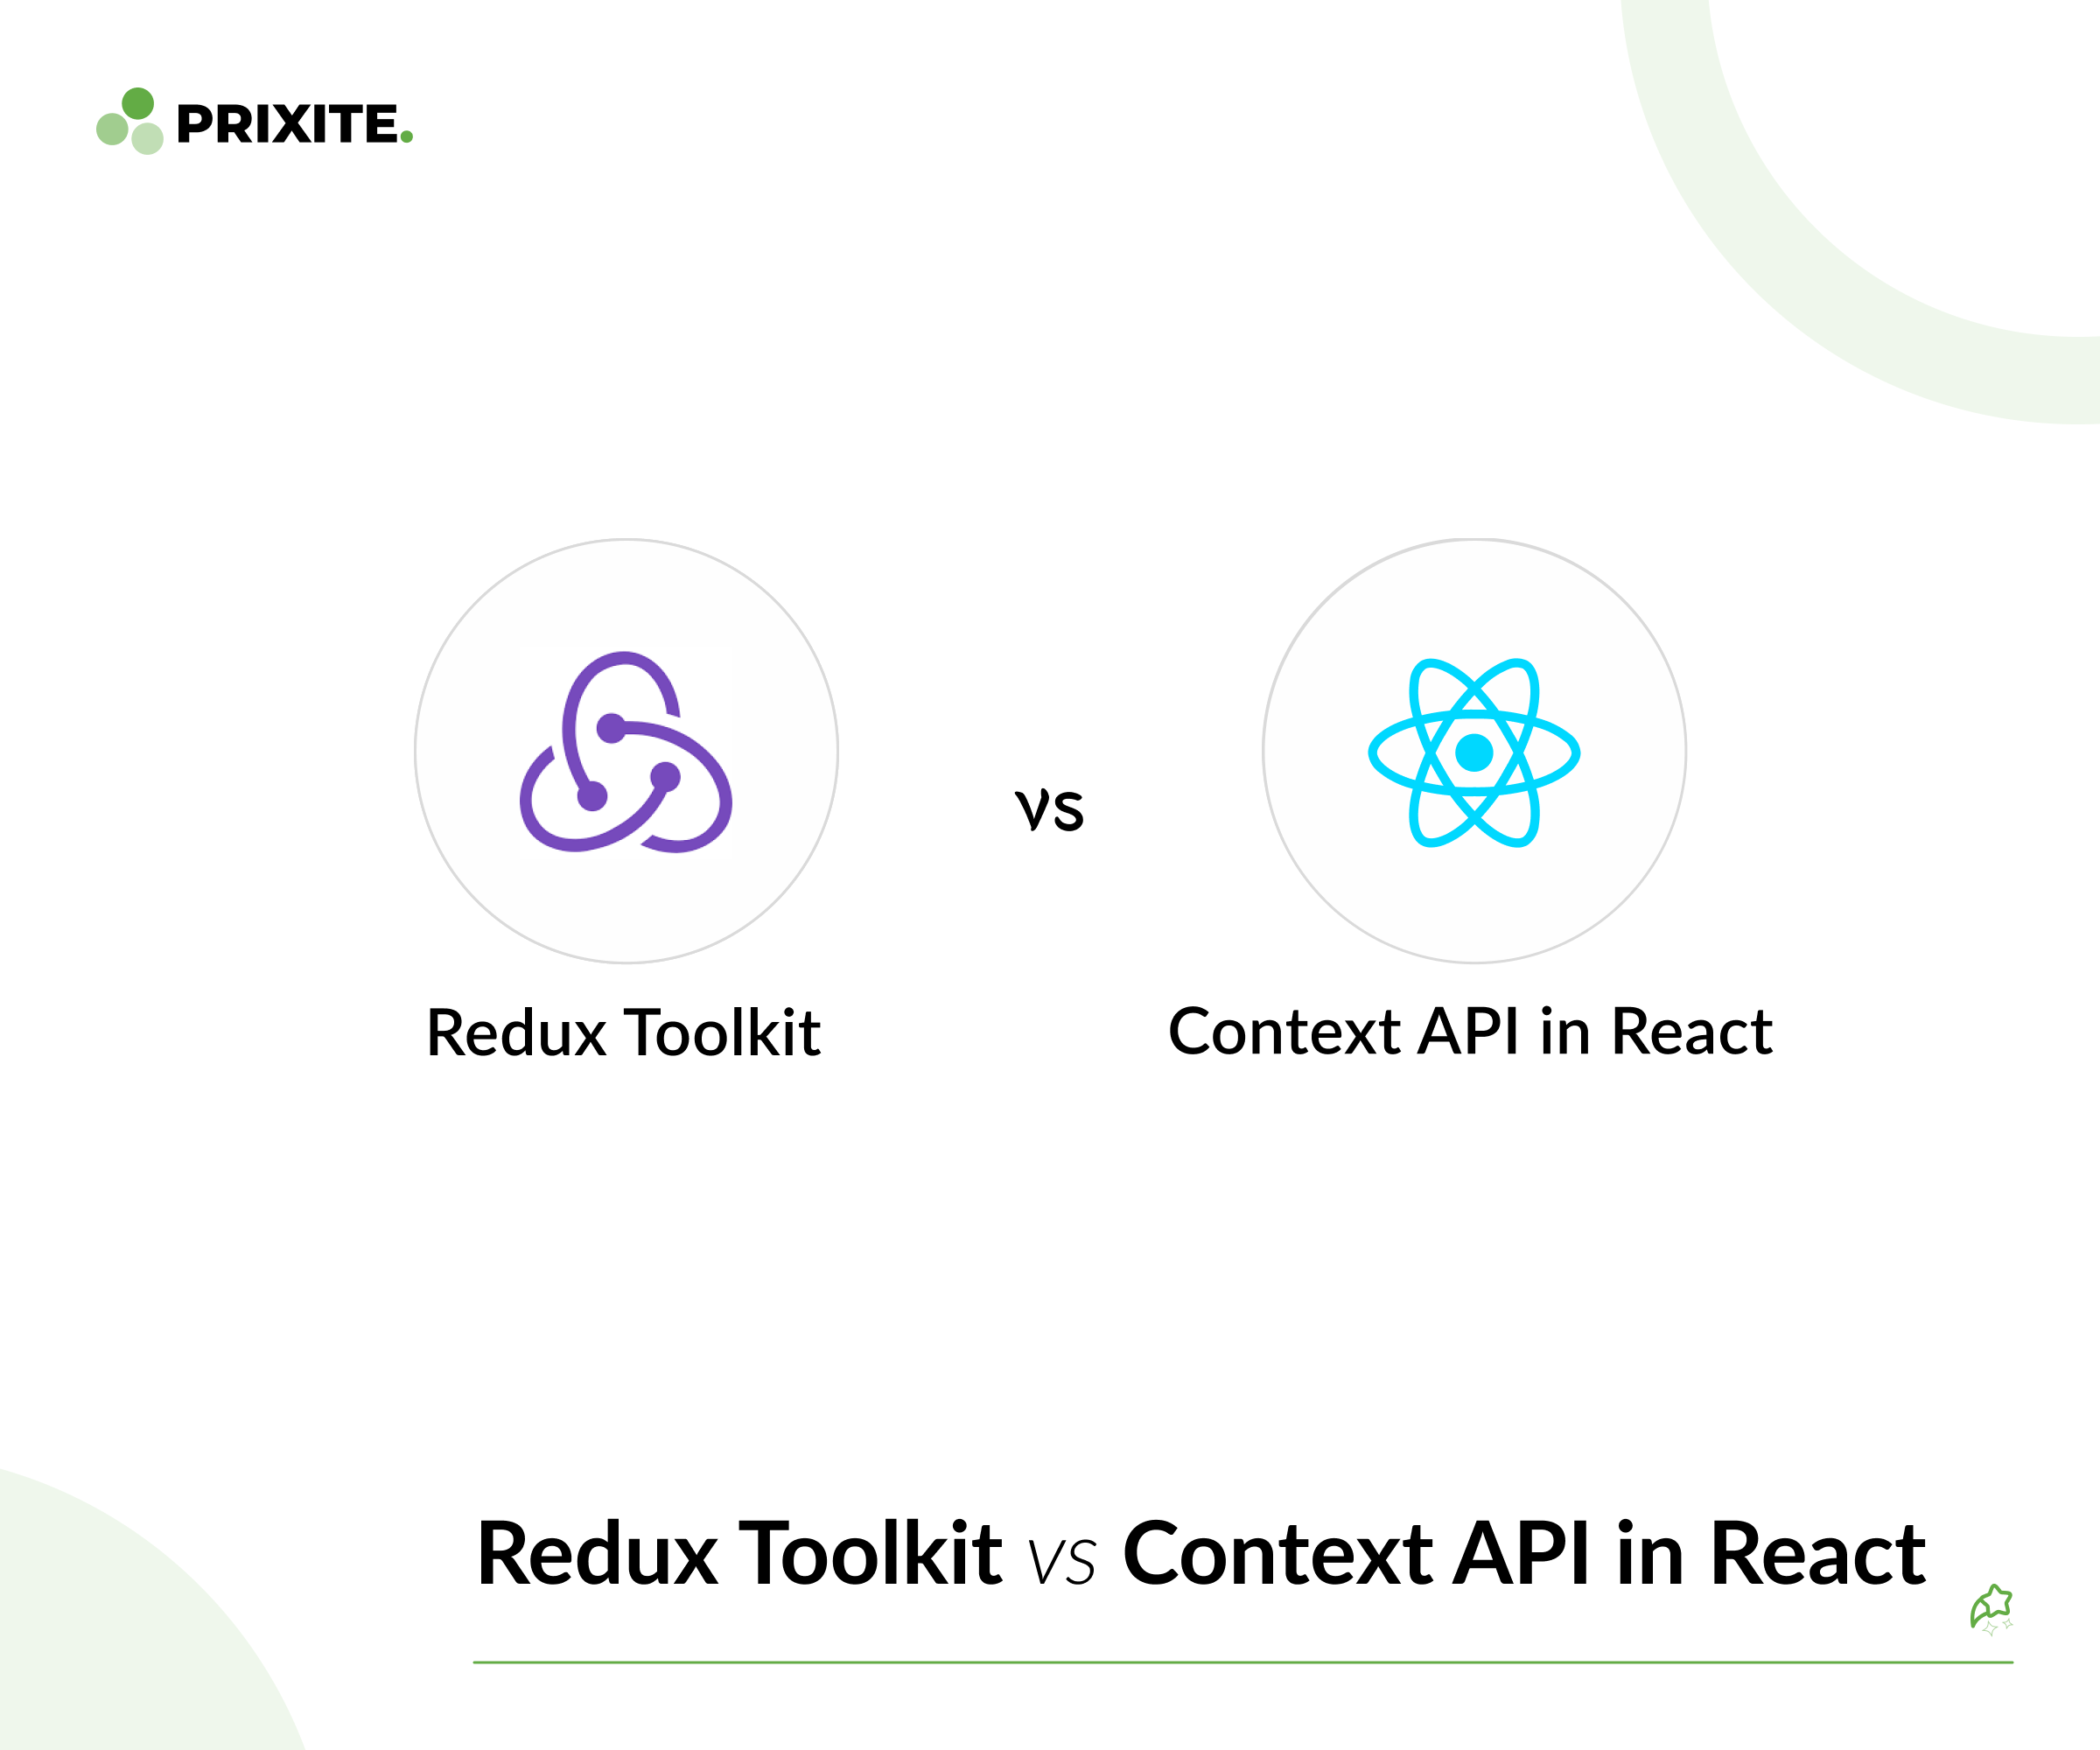 PRIXITE.
vs
Redux Toolkit
Context API in React
Redux Toolkit vs Context API in React